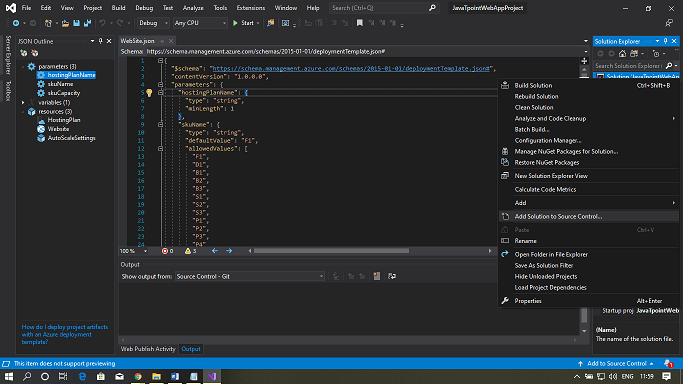 File Edit View Git Project Build Debug Test Analyze Tools Extensions Window Help Search (Ctrl+Q) JavaTpointWebAppProject
Debug Any CPU Start
Server Explorer
Toolbox
JSON Outline
parameters (3)
hostingPlanName
skuName
skuCapacity
variables (1)
resources (3)
HostingPlan
Website
AutoScaleSettings
How do I deploy project artifacts
with an Azure deployment
template?
WebSite.json
Schema: https://schema.management.azure.com/schemas/2015-01-01/deploymentTemplate.json#
1 {
2 "$schema": "https://schema.management.azure.com/schemas/2015-01-01/deploymentTemplate.json#",
3 "contentVersion": "1.0.0.0",
4 "parameters": {
5 "hostingPlanName": {
6 "type": "string",
7 "minLength": 1
8 },
9 "skuName": {
10 "type": "string",
11 "defaultValue": "F1",
12 "allowedValues": [
13 "F1",
14 "D1",
15 "B1",
16 "B2",
17 "B3",
18 "S1",
19 "S2",
20 "S3",
21 "P1",
22 "P2",
23 "P3",
24 "P4"
100 % 0 3
Output
Show output from: Source Control - Git
Web Publish Activity Output
Solution Explorer
Search Solution Explorer
Build Solution Ctrl+Shift+B
Rebuild Solution
Clean Solution
Analyze and Code Cleanup
Batch Build...
Configuration Manager...
Manage NuGet Packages for Solution...
Restore NuGet Packages
New Solution Explorer View
Calculate Code Metrics
Add
Add Solution to Source Control...
Paste Ctrl+V
Rename
Open Folder in File Explorer
Save As Solution Filter
Hide Unloaded Projects
Load Project Dependencies
Properties Alt+Enter
Startup proj JavaTpointWeb
(Name)
The name of the solution file.
This item does not support previewing Add to Source Control
ENG 11:59